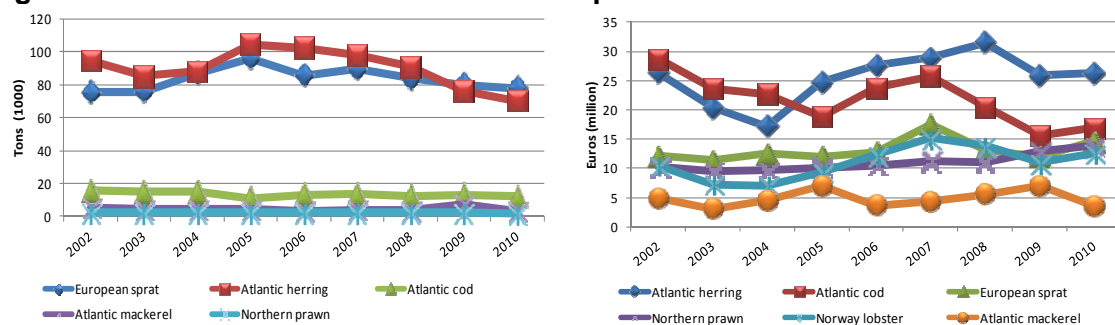 120
100
80
60
40
20
0
Tons (1000)
2002 2003 2004 2005 2006 2007 2008 2009 2010
European sprat Atlantic herring Atlantic cod
Atlantic mackerel Northern prawn
35
30
25
20
15
10
5
0
Euros (million)
2002 2003 2004 2005 2006 2007 2008 2009 2010
Atlantic herring Atlantic cod European sprat
Northern prawn Norway lobster Atlantic mackerel